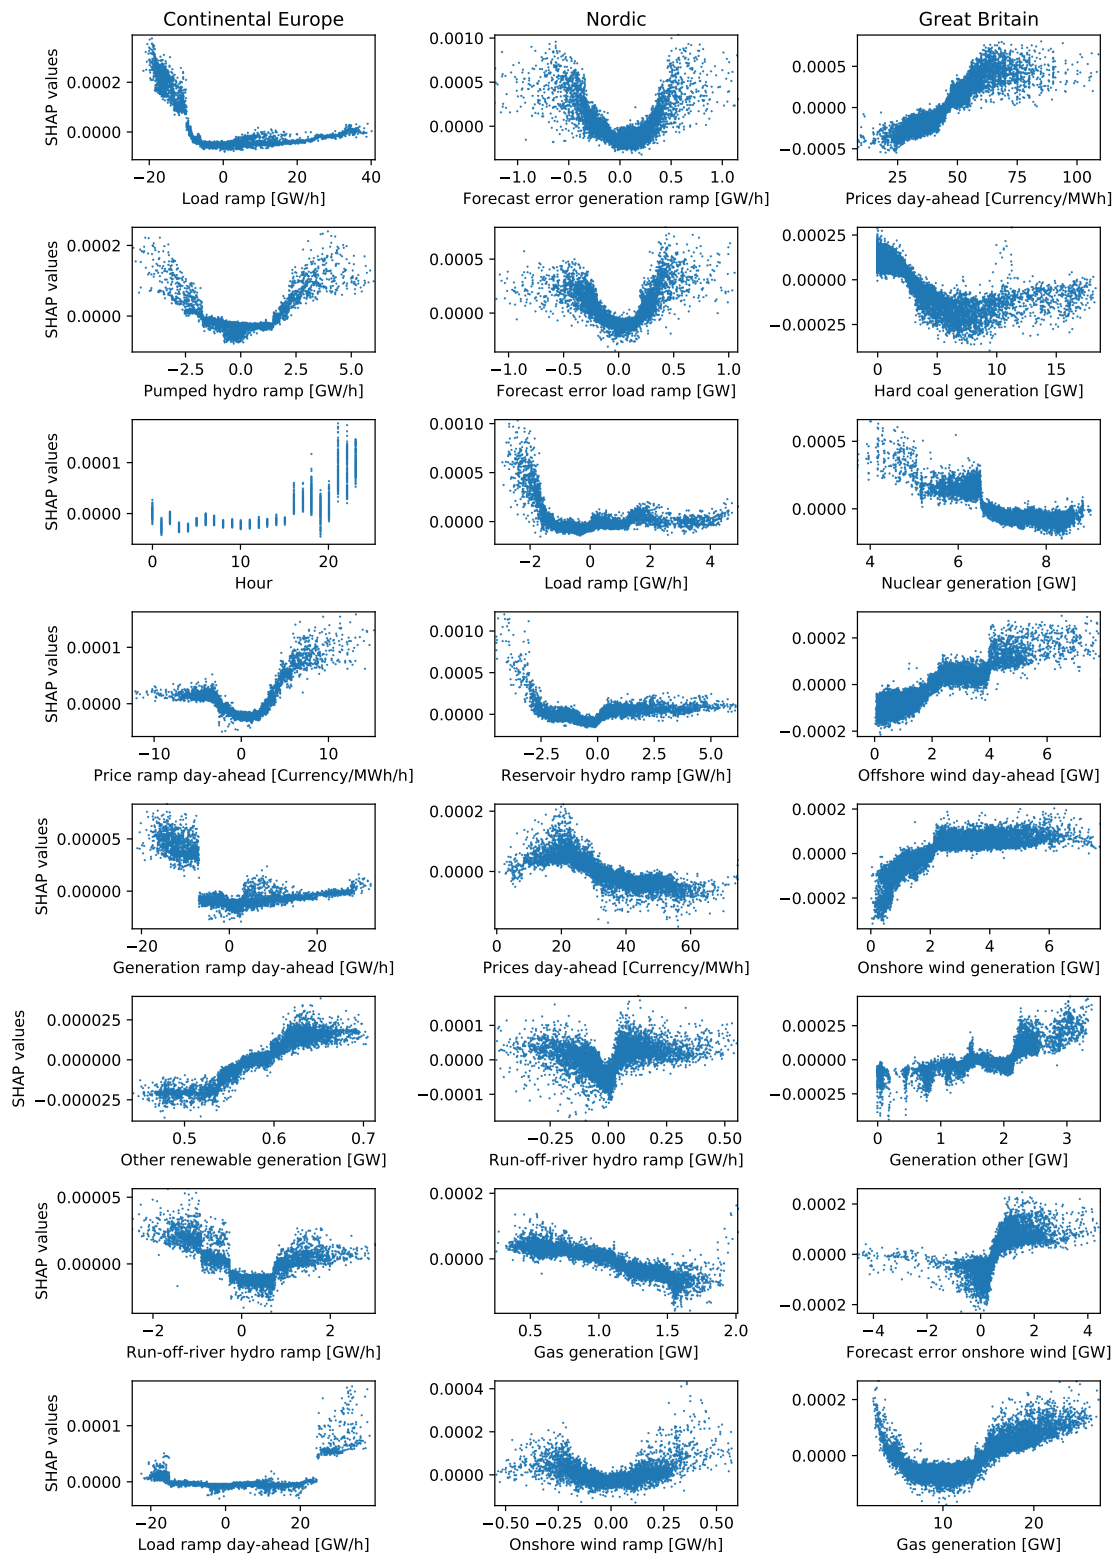 Continental Europe Nordic Great Britain
SHAP values
0.0002
0.0000
−20 0 20 40
Load ramp [GW/h]
0.0010
0.0005
0.0000
−1.0 −0.5 0.0 0.5 1.0
Forecast error generation ramp [GW/h]
0.0005
0.0000
−0.0005
25 50 75 100
Prices day-ahead [Currency/MWh]
SHAP values
0.0002
0.0000
−2.5 0.0 2.5 5.0
Pumped hydro ramp [GW/h]
0.0005
0.0000
−1.0 −0.5 0.0 0.5 1.0
Forecast error load ramp [GW]
0.00025
0.00000
−0.00025
0 5 10 15
Hard coal generation [GW]
SHAP values
0.0001
0.0000
0 10 20
Hour
0.0010
0.0005
0.0000
−2 0 2 4
Load ramp [GW/h]
0.0005
0.0000
4 6 8
Nuclear generation [GW]
SHAP values
0.0001
0.0000
−10 0 10
Price ramp day-ahead [Currency/MWh/h]
0.0010
0.0005
0.0000
−2.5 0.0 2.5 5.0
Reservoir hydro ramp [GW/h]
0.0002
0.0000
−0.0002
0 2 4 6
Offshore wind day-ahead [GW]
SHAP values
0.00005
0.00000
−20 0 20
Generation ramp day-ahead [GW/h]
0.0002
0.0000
0 20 40 60
Prices day-ahead [Currency/MWh]
0.0002
0.0000
−0.0002
0 2 4 6
Onshore wind generation [GW]
SHAP values
0.000025
0.000000
−0.000025
0.5 0.6 0.7
Other renewable generation [GW]
0.0001
0.0000
−0.0001
−0.25 0.00 0.25 0.50
Run-off-river hydro ramp [GW/h]
0.00025
0.00000
−0.00025
0 1 2 3
Generation other [GW]
SHAP values
0.00005
0.00000
−2 0 2
Run-off-river hydro ramp [GW/h]
0.0002
0.0000
0.5 1.0 1.5 2.0
Gas generation [GW]
0.0002
0.0000
−0.0002
−4 −2 0 2 4
Forecast error onshore wind [GW]
SHAP values
0.0001
0.0000
−20 0 20
Load ramp day-ahead [GW/h]
0.0004
0.0002
0.0000
−0.50 −0.25 0.00 0.25 0.50
Onshore wind ramp [GW/h]
0.0002
0.0000
10 20
Gas generation [GW]